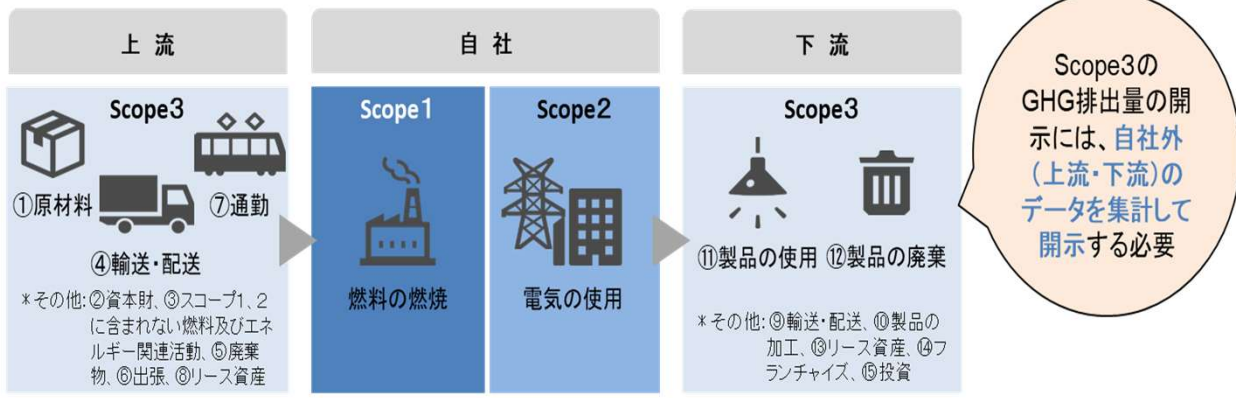 上 流
自 社
下 流
Scope3
①原材料
⑦通勤
④輸送・配送
*その他:②資本財、③スコープ1、2
に含まれない燃料及びエネ
ルギー関連活動、⑤廃棄
物、⑥出張、⑧リース資産
Scope1
燃料の燃焼
Scope2
電気の使用
Scope3
⑪製品の使用 ⑫製品の廃棄
*その他:⑨輸送・配送、⑩製品の
加工、⑬リース資産、⑭フ
ランチャイズ、⑮投資
Scope3の
GHG排出量の開
示には、自社外
(上流・下流)の
データを集計して
開示する必要